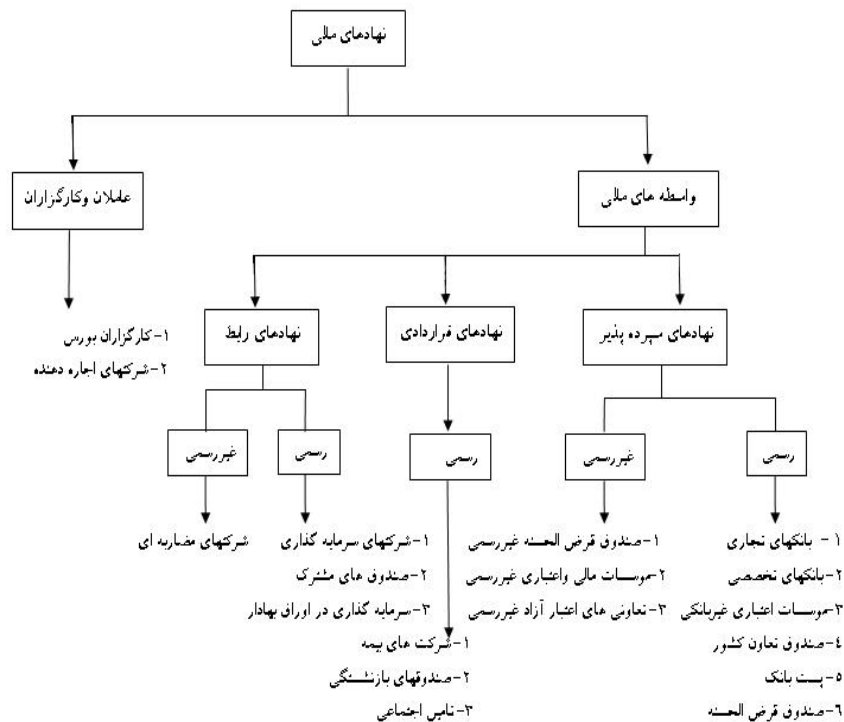 نهادهای مالی
واسطه های مالی
عاملان وکارگزاران
نهادهای سپرده پذیر
نهادهای قراردادی
نهادهای رابط
۱-کارگزاران بورس
۲-شرکتهای اجاره دهنده
رسمی
غیررسمی
رسمی
رسمی
غیررسمی
۱- بانکهای تجاری
۲-بانکهای تخصصی
۳-موسسات اعتباری غیربانکی
۴-صندوق تعاون کشور
۵-پست بانک
۶-صندوق قرض الحسنه
۱-صندوق قرض الحسنه غیررسمی
۲-موسسات مالی واعتباری غیررسمی
۳-تعاونی های اعتبار آزاد غیررسمی
۱-شرکت های بیمه
۲-صندوقهای بازنشستگی
۳-تامین اجتماعی
۱-شرکتهای سرمایه گذاری
۲-صندوق های مشترک
۳-سرمایه گذاری در اوراق بهادار
شرکتهای مضاربه ای